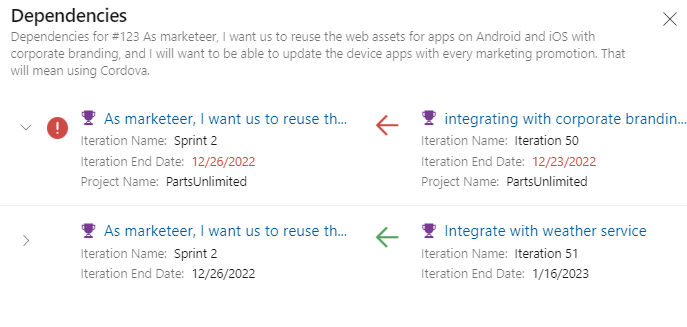 Dependencies
Dependencies for #123 As marketeer, I want us to reuse the web assets for apps on Android and iOS with
corporate branding, and I will want to be able to update the device apps with every marketing promotion. That
will mean using Cordova.
As marketeer, I want us to reuse th...
Iteration Name: Sprint 2
Iteration End Date: 12/26/2022
Project Name: PartsUnlimited
integrating with corporate brandin...
Iteration Name: Iteration 50
Iteration End Date: 12/23/2022
Project Name: PartsUnlimited
As marketeer, I want us to reuse th...
Iteration Name: Sprint 2
Iteration End Date: 12/26/2022
Integrate with weather service
Iteration Name: Iteration 51
Iteration End Date: 1/16/2023